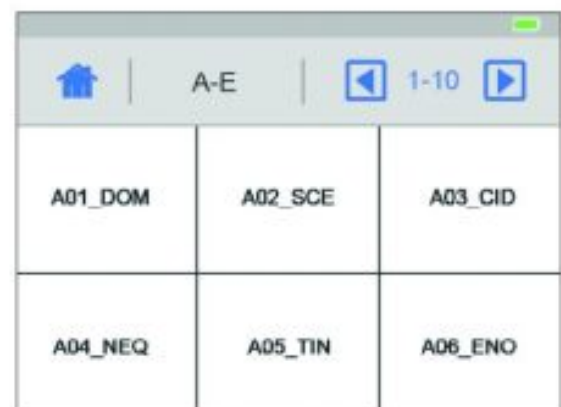 A-E 1-10
A01_DOM A02_SCE A03_CID
A04_NEQ A05_TIN A06_ENO